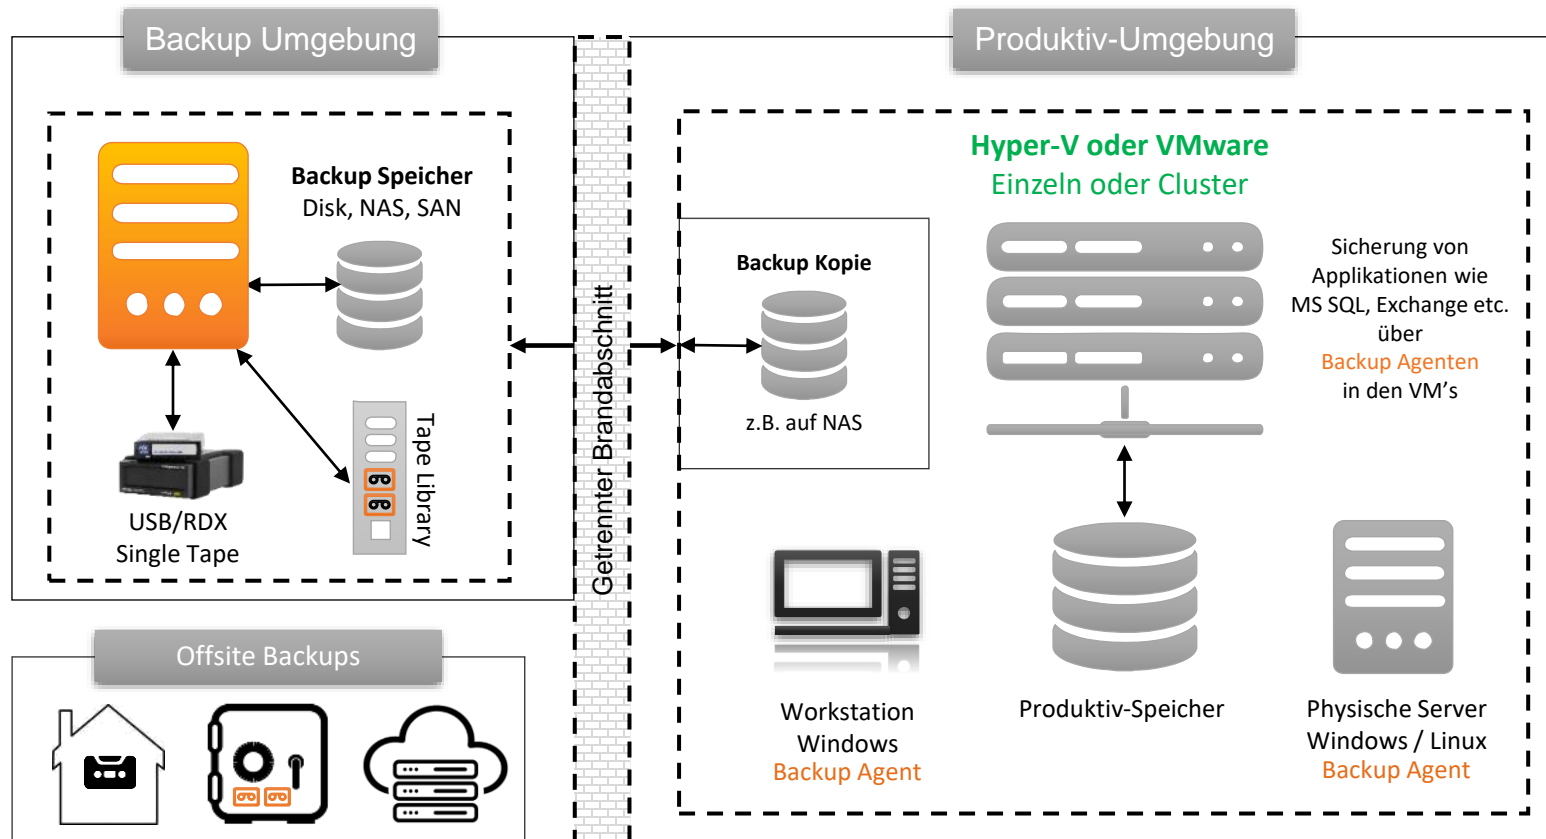 Backup Umgebung
Produktiv-Umgebung
Backup Speicher
Disk, NAS, SAN
USB/RDX
Single Tape
Tape Library
Offsite Backups
Getrennter Brandabschnitt
Hyper-V oder VMware
Einzeln oder Cluster
Backup Kopie
z.B. auf NAS
Sicherung von
Applikationen wie
MS SQL, Exchange etc.
über
Backup Agenten
in den VM’s
Workstation
Windows
Backup Agent
Produktiv-Speicher
Physische Server
Windows / Linux
Backup Agent